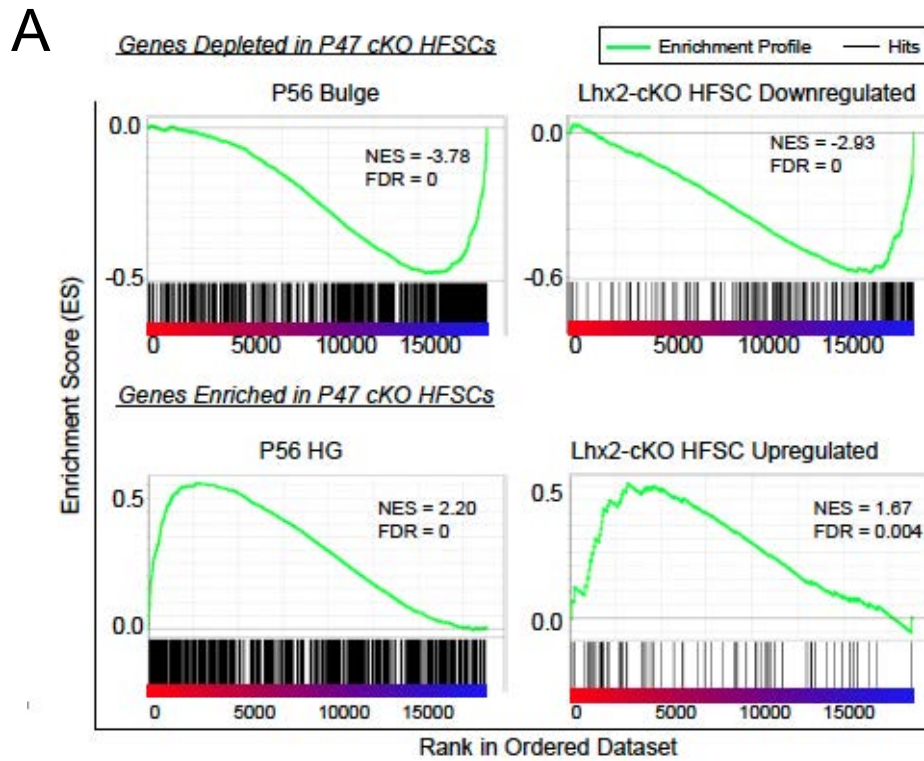 A
Genes Depleted in P47 cKO HFSCs
Enrichment Profile Hits
P56 Bulge
Lhx2-cKO HFSC Downregulated
0.0
NES = -3.78
FDR = 0
-0.5
0 5000 10000 15000
0.0
NES = -2.93
FDR = 0
-0.6
0 5000 10000 15000
Enrichment Score (ES)
Genes Enriched in P47 cKO HFSCs
P56 HG
Lhx2-cKO HFSC Upregulated
0.5
NES = 2.20
FDR = 0
0.0
0 5000 10000 15000
0.5
NES = 1.67
FDR = 0.004
0.0
0 5000 10000 15000
Rank in Ordered Dataset